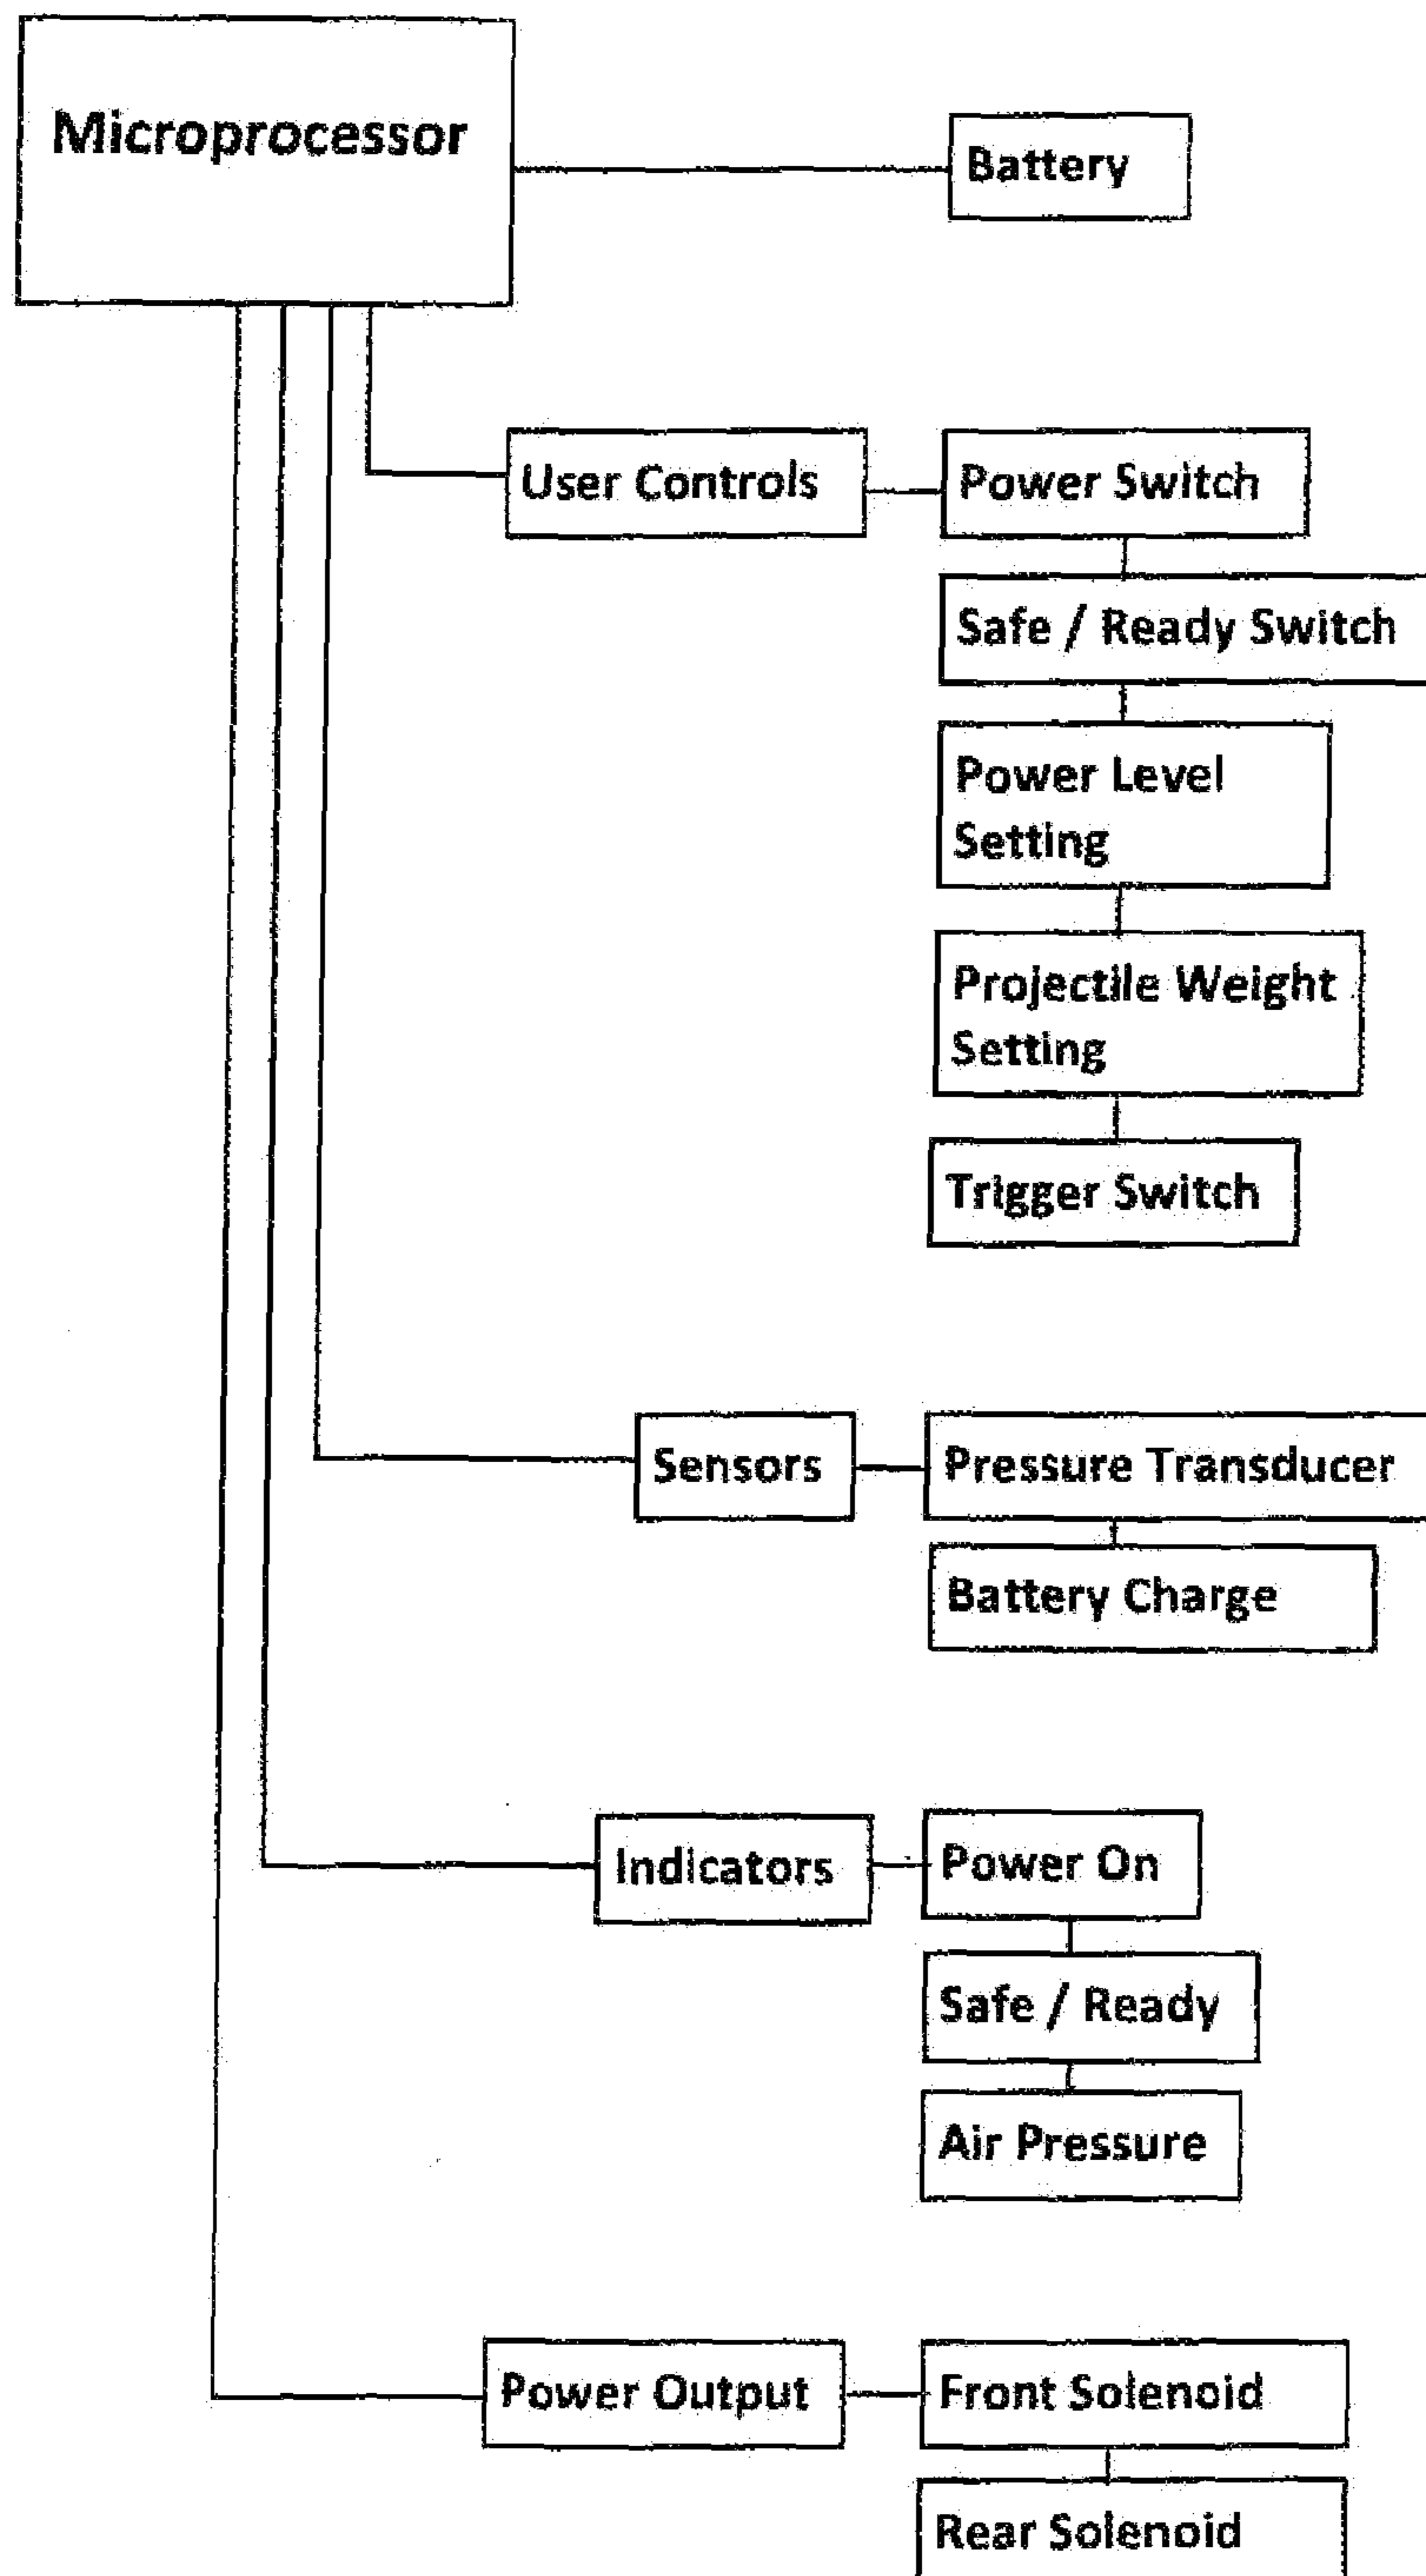 Microprocessor
Battery
User Controls
Power Switch
Safe / Ready Switch
Power Level
Setting
Projectile Weight
Setting
Trigger Switch
Sensors
Pressure Transducer
Battery Charge
Indicators
Power On
Safe / Ready
Air Pressure
Power Output
Front Solenoid
Rear Solenoid